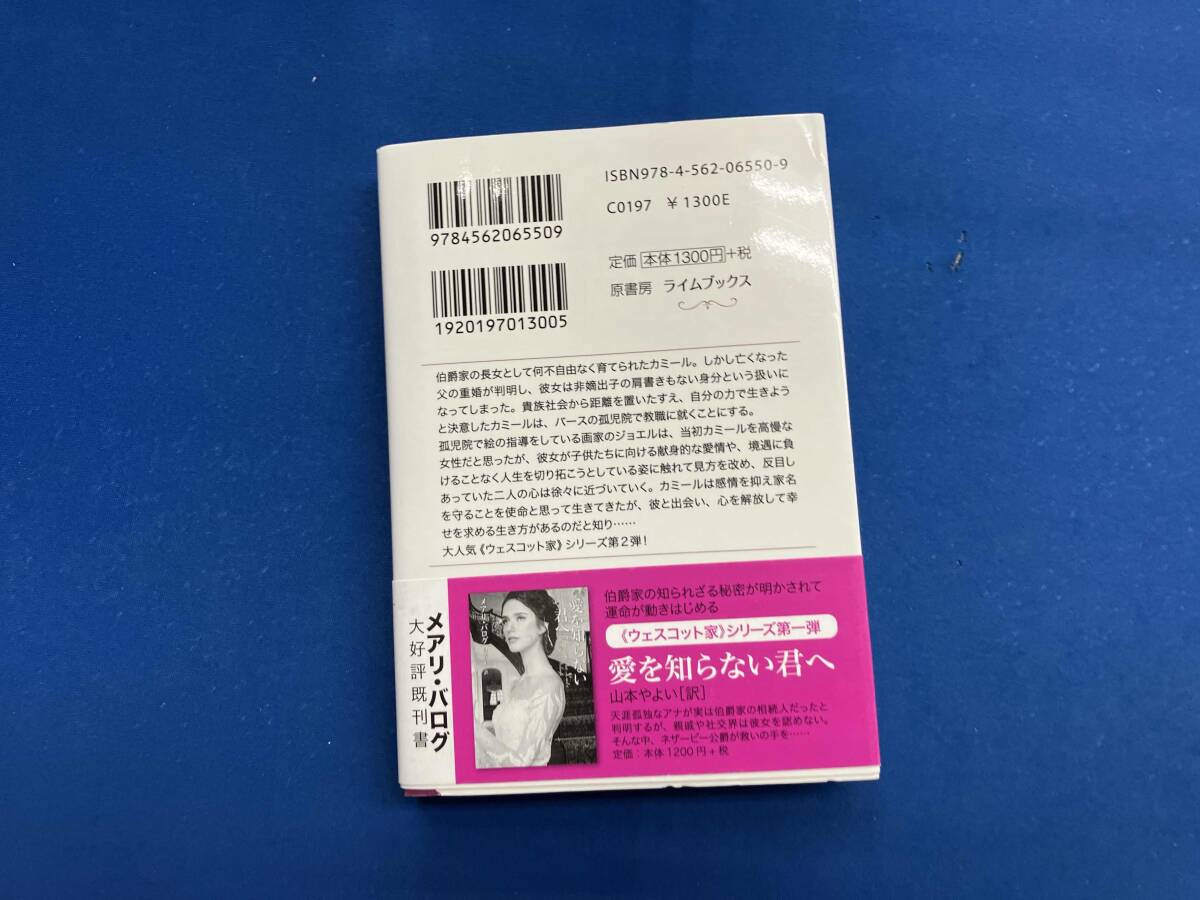 ISBN978-4-562-06550-9
C0197 ¥1300E
9784562065509
定価 本体1300円+税
原書房 ライムブックス
1920197013005
伯爵家の長女として何不自由なく育てられたカミール。しかし亡くなった
父の重婚が判明し、彼女は非嫡出子の肩書きもない身分という扱いに
なってしまった。貴族社会から距離を置いたすえ、自分の力で生きよう
と決意したカミールは、バースの孤児院で教職に就くことにする。
孤児院で絵の指導をしている画家のジョエルは、当初カミールを高慢な
女性だと思ったが、彼女が子供たちに向ける献身的な愛情や、境遇に負
けることなく人生を切り拓こうとしている姿に触れて見方を改め、反目し
あっていた二人の心は徐々に近づいていく。カミールは感情を抑え家名
を守ることを使命と思って生きてきたが、彼と出会い、心を解放して幸
せを求める生き方があるのだと知り……
大人気《ウェスコット家》シリーズ第2弾!
メアリ・バログ
大好評既刊書
愛を知らない
君へ
メアリ・バログ
伯爵家の知られざる秘密が明かされて
運命が動きはじめる
《ウェスコット家》シリーズ第一弾
愛を知らない君へ
山本やよい[訳]
天涯孤独なアナが実は伯爵家の相続人だったと
判明するが、親戚や社交界は彼女を認めない。
そんな中、ネザービー公爵が救いの手を……
定価:本体1200円+税